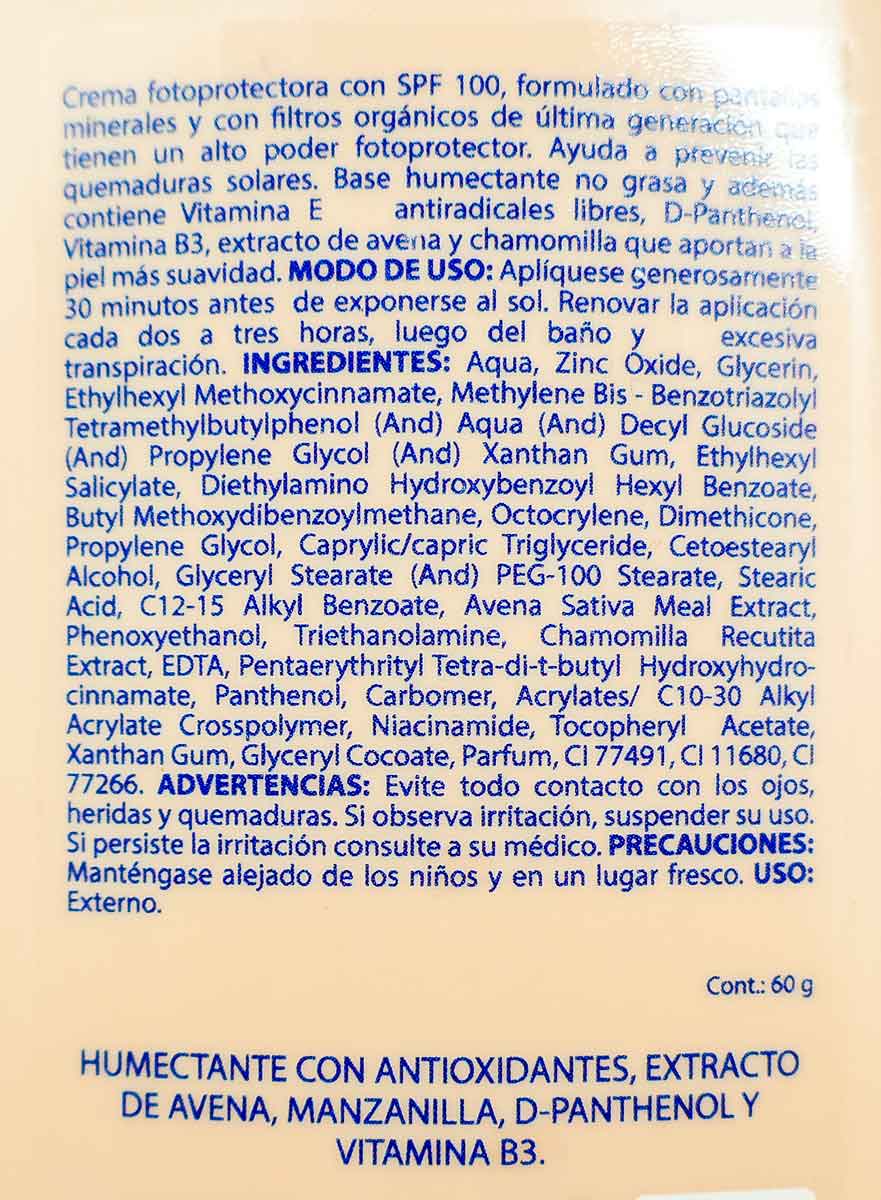 Crema fotoprotectora con SPF 100, formulado con pantallas
minerales y con filtros orgánicos de última generación que
tienen un alto poder fotoprotector. Ayuda a prevenir las
quemaduras solares. Base humectante no grasa y además
contiene Vitamina E antiradicales libres, D-Panthenol,
Vitamina B3, extracto de avena y chamomilla que aportan a la
piel más suavidad. MODO DE USO: Aplíquese generosamente
30 minutos antes de exponerse al sol. Renovar la aplicación
cada dos a tres horas, luego del baño y excesiva
transpiración. INGREDIENTES: Aqua, Zinc Oxide, Glycerin,
Ethylhexyl Methoxycinnamate, Methylene Bis - Benzotriazolyl
Tetramethylbutylphenol (And) Aqua (And) Decyl Glucoside
(And) Propylene Glycol (And) Xanthan Gum, Ethylhexyl
Salicylate, Diethylamino Hydroxybenzoyl Hexyl Benzoate,
Butyl Methoxydibenzoylmethane, Octocrylene, Dimethicone,
Propylene Glycol, Caprylic/capric Triglyceride, Cetoestearyl
Alcohol, Glyceryl Stearate (And) PEG-100 Stearate, Stearic
Acid, C12-15 Alkyl Benzoate, Avena Sativa Meal Extract,
Phenoxyethanol, Triethanolamine, Chamomilla Recutita
Extract, EDTA, Pentaerythrityl Tetra-di-t-butyl Hydroxyhydro-
cinnamate, Panthenol, Carbomer, Acrylates/ C10-30 Alkyl
Acrylate Crosspolymer, Niacinamide, Tocopheryl Acetate,
Xanthan Gum, Glyceryl Cocoate, Parfum, CI 77491, CI 11680, CI
77266. ADVERTENCIAS: Evite todo contacto con los ojos,
heridas y quemaduras. Si observa irritación, suspender su uso.
Si persiste la irritación consulte a su médico. PRECAUCIONES:
Manténgase alejado de los niños y en un lugar fresco. USO:
Externo.
Cont.: 60 g
HUMECTANTE CON ANTIOXIDANTES, EXTRACTO
DE AVENA, MANZANILLA, D-PANTHENOL Y
VITAMINA B3.